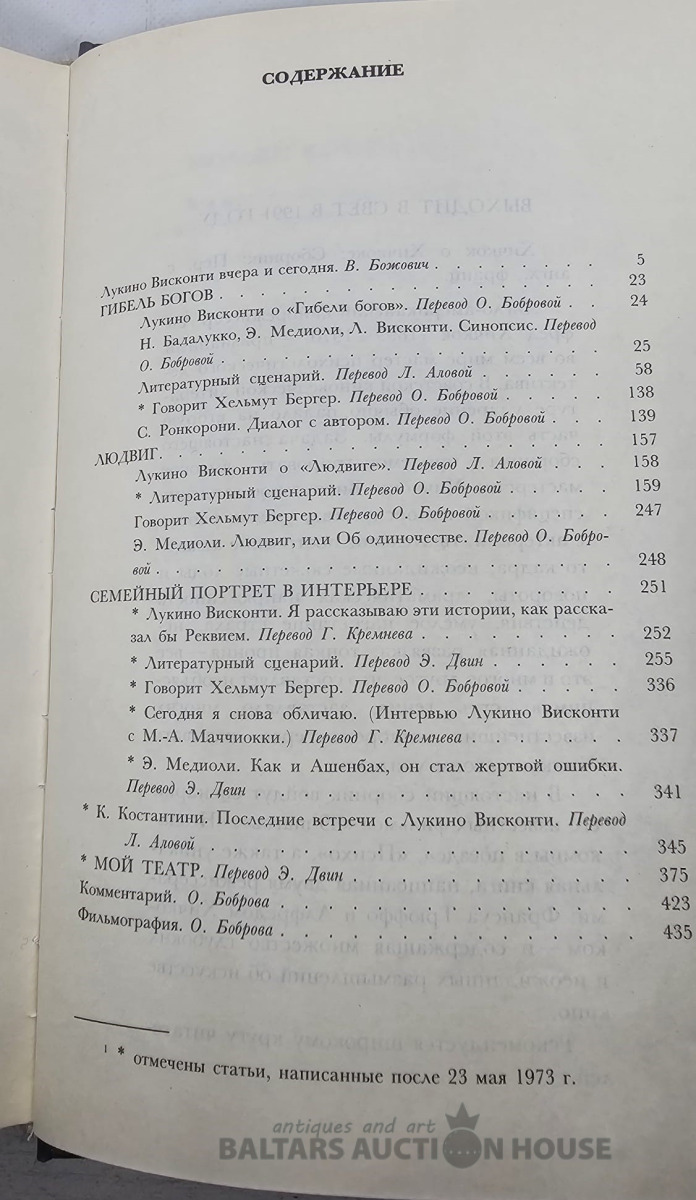 СОДЕРЖАНИЕ
Лукино Висконти вчера и сегодня. В. Божович . . . . . . . 5
ГИБЕЛЬ БОГОВ . . . . . . . . . . . . . . . 23
Лукино Висконти о «Гибели богов». Перевод О. Бобровой . . 24
Н. Бадалукко, Э. Медиоли, Л. Висконти. Синопсис. Перевод
О. Бобровой . . . . . . . . . . . . . . 25
Литературный сценарий. Перевод Л. Аловой . . . . . . 58
* Говорит Хельмут Бергер. Перевод О. Бобровой . . . . . 138
С. Ронкорони. Диалог с автором. Перевод О. Бобровой . . . 139
ЛЮДВИГ. . . . . . . . . . . . . . . . . 157
Лукино Висконти о «Людвиге». Перевод Л. Аловой . . . 158
* Литературный сценарий. Перевод О. Бобровой . . . . . 159
Говорит Хельмут Бергер. Перевод О. Бобровой . . . . . . 247
Э. Медиоли. Людвиг, или Об одиночестве. Перевод О. Бобро-
вой . . . . . . . . . . . . . . . . . 248
СЕМЕЙНЫЙ ПОРТРЕТ В ИНТЕРЬЕРЕ . . . . . . . . 251
* Лукино Висконти. Я рассказываю эти истории, как расска-
зал бы Реквием. Перевод Г. Кремнева . . . . . . . . 252
* Литературный сценарий. Перевод Э. Двин . . . . . . 255
* Говорит Хельмут Бергер. Перевод О. Бобровой . . . . . 336
* Сегодня я снова обличаю. (Интервью Лукино Висконти
с М.-А. Маччиокки.) Перевод Г. Кремнева . . . . . . 337
* Э. Медиоли. Как и Ашенбах, он стал жертвой ошибки.
Перевод Э. Двин . . . . . . . . . . . . . . 341
* К. Костантини. Последние встречи с Лукино Висконти. Перевод
Л. Аловой . . . . . . . . . . . . . . . 345
* МОЙ ТЕАТР. Перевод Э. Двин . . . . . . . . . . 375
Комментарий. О. Боброва . . . . . . . . . . . . . 423
Фильмография. О. Боброва . . . . . . . . . . . . . 435
¹ * отмечены статьи, написанные после 23 мая 1973 г.
antiques and art
BALTARS AUCTION HOUSE